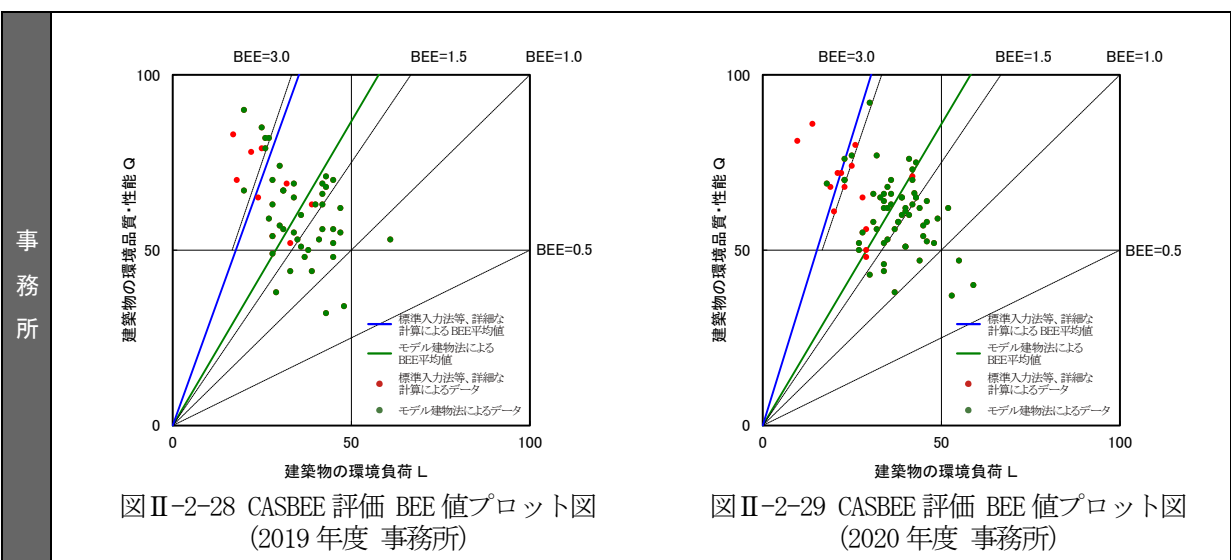 事
務
所
BEE=3.0 BEE=1.5 BEE=1.0
100
建築物の環境品質・性能 Q
50
BEE=0.5
標準入力法等、詳細な
計算によるBEE平均値
モデル建物法による
BEE平均値
標準入力法等、詳細な
計算によるデータ
モデル建物法によるデータ
0
0 50 100
建築物の環境負荷 L
図Ⅱ-2-28 CASBEE 評価 BEE 値プロット図
(2019 年度 事務所)
BEE=3.0 BEE=1.5 BEE=1.0
100
建築物の環境品質・性能 Q
50
BEE=0.5
標準入力法等、詳細な
計算によるBEE平均値
モデル建物法による
BEE平均値
標準入力法等、詳細な
計算によるデータ
モデル建物法によるデータ
0
0 50 100
建築物の環境負荷 L
図Ⅱ-2-29 CASBEE 評価 BEE 値プロット図
(2020 年度 事務所)